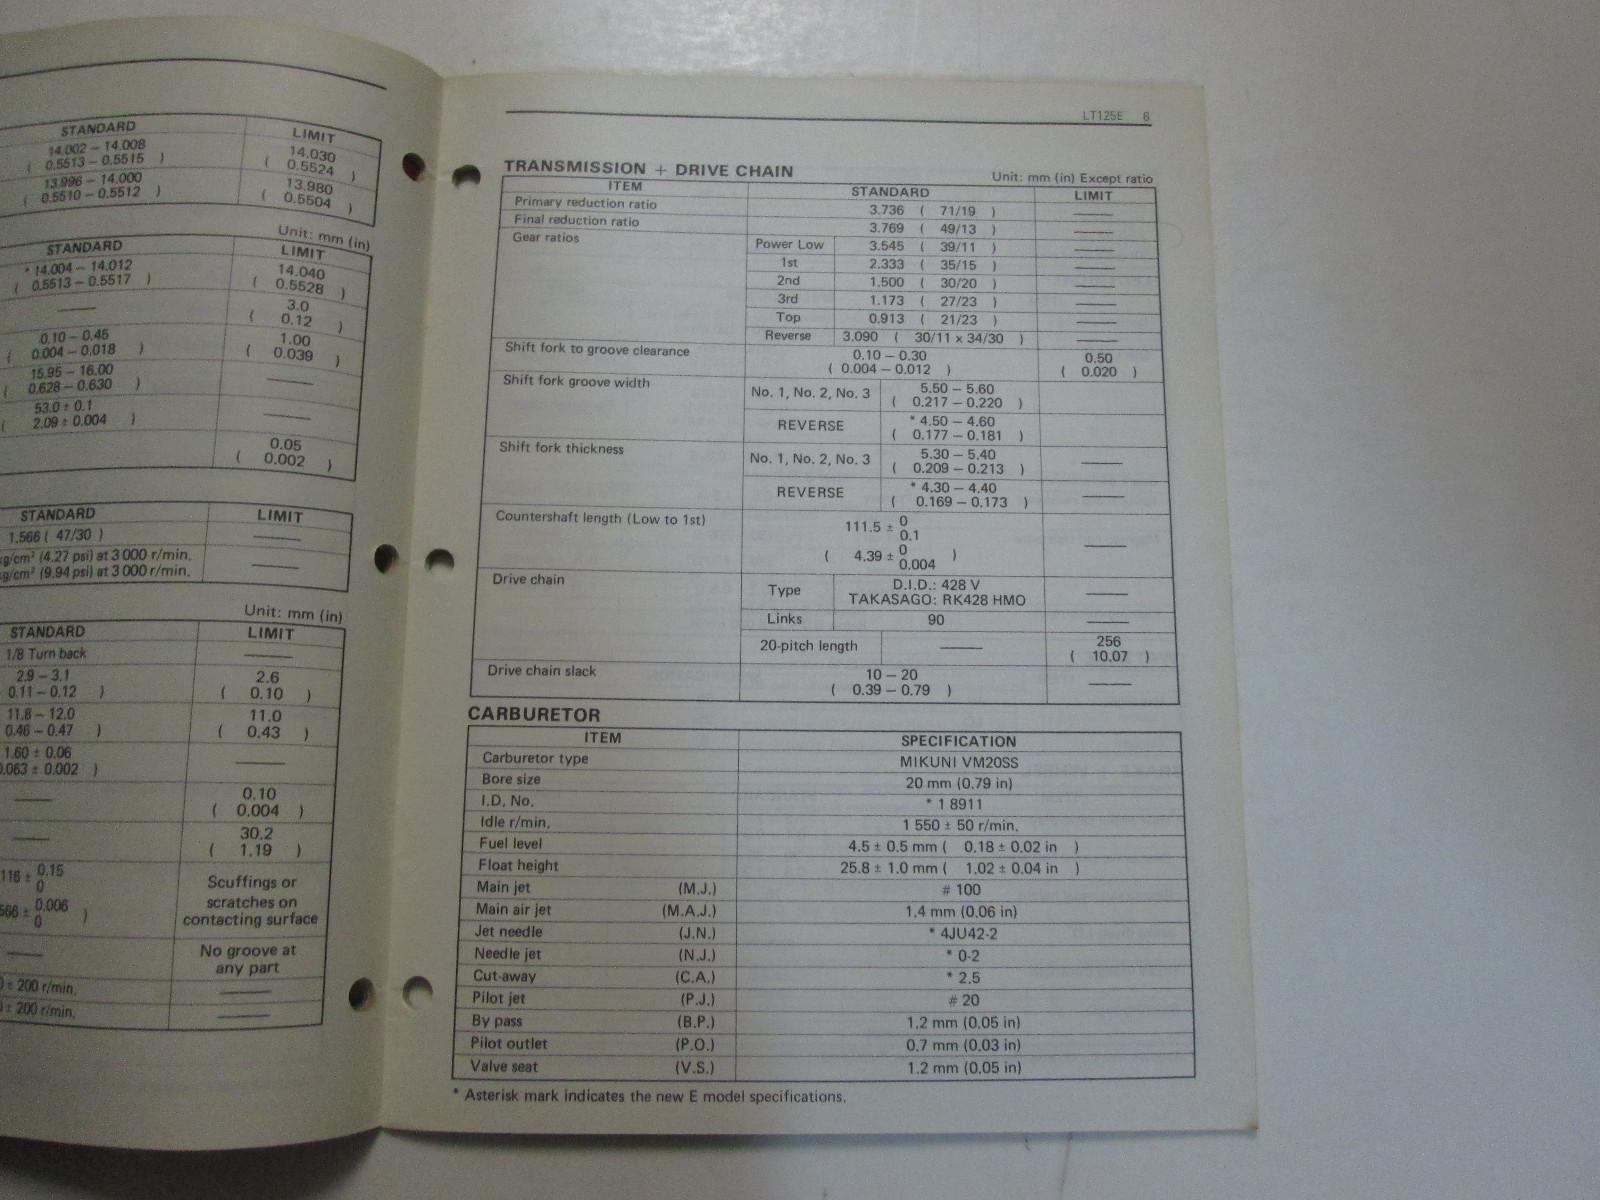 STANDARD LIMIT
14.002 – 14.008 14.030
( 0.5513 – 0.5515 ) ( 0.5524 )
13.996 – 14.000 13.980
( 0.5510 – 0.5512 ) ( 0.5504 )
Unit: mm (in)
STANDARD LIMIT
* 14.004 – 14.012 14.040
( 0.5513 – 0.5517 ) ( 0.5528 )
—— 3.0
( 0.12 )
0.10 – 0.45 1.00
( 0.004 – 0.018 ) ( 0.039 )
15.95 – 16.00 ——
( 0.628 – 0.630 )
53.0 ± 0.1 ——
( 2.09 ± 0.004 )
0.05
( 0.002 )
STANDARD LIMIT
1.566 ( 47/30 ) ——
(4.27 psi) at 3 000 r/min. ——
(9.94 psi) at 3 000 r/min.
Unit: mm (in)
STANDARD LIMIT
1/8 Turn back ——
2.9 – 3.1 2.6
0.11 – 0.12 ) ( 0.10 )
11.8 – 12.0 11.0
0.46 – 0.47 ) ( 0.43 )
1.60 ± 0.06 ——
0.063 ± 0.002 )
—— 0.10
( 0.004 )
—— 30.2
( 1.19 )
116 ± 0.15 Scuffings or
0 scratches on
± 0.006 contacting surface
0 )
—— No groove at
any part
± 200 r/min. ——
± 200 r/min. ——
LT125E 6
TRANSMISSION + DRIVE CHAIN Unit: mm (in) Except ratio
ITEM STANDARD LIMIT
Primary reduction ratio 3.736 ( 71/19 ) ——
Final reduction ratio 3.769 ( 49/13 ) ——
Gear ratios Power Low 3.545 ( 39/11 ) ——
1st 2.333 ( 35/15 ) ——
2nd 1.500 ( 30/20 ) ——
3rd 1.173 ( 27/23 ) ——
Top 0.913 ( 21/23 ) ——
Reverse 3.090 ( 30/11 x 34/30 ) ——
Shift fork to groove clearance 0.10 – 0.30 0.50
( 0.004 – 0.012 ) ( 0.020 )
Shift fork groove width No. 1, No. 2, No. 3 5.50 – 5.60
( 0.217 – 0.220 )
REVERSE * 4.50 – 4.60
( 0.177 – 0.181 )
Shift fork thickness No. 1, No. 2, No. 3 5.30 – 5.40 ——
( 0.209 – 0.213 )
REVERSE * 4.30 – 4.40 ——
( 0.169 – 0.173 )
Countershaft length (Low to 1st) 111.5 ± 0 ——
0.1
( 4.39 ± 0 )
0.004
Drive chain Type D.I.D.: 428 V ——
TAKASAGO: RK428 HMO
Links 90 ——
20-pitch length —— 256
( 10.07 )
Drive chain slack 10 – 20 ——
( 0.39 – 0.79 )
CARBURETOR
ITEM SPECIFICATION
Carburetor type MIKUNI VM20SS
Bore size 20 mm (0.79 in)
I.D. No. * 1 8911
Idle r/min. 1 550 ± 50 r/min.
Fuel level 4.5 ± 0.5 mm ( 0.18 ± 0.02 in )
Float height 25.8 ± 1.0 mm ( 1.02 ± 0.04 in )
Main jet (M.J.) # 100
Main air jet (M.A.J.) 1.4 mm (0.06 in)
Jet needle (J.N.) * 4JU42-2
Needle jet (N.J.) * 0-2
Cut-away (C.A.) * 2.5
Pilot jet (P.J.) # 20
By pass (B.P.) 1.2 mm (0.05 in)
Pilot outlet (P.O.) 0.7 mm (0.03 in)
Valve seat (V.S.) 1.2 mm (0.05 in)
* Asterisk mark indicates the new E model specifications.